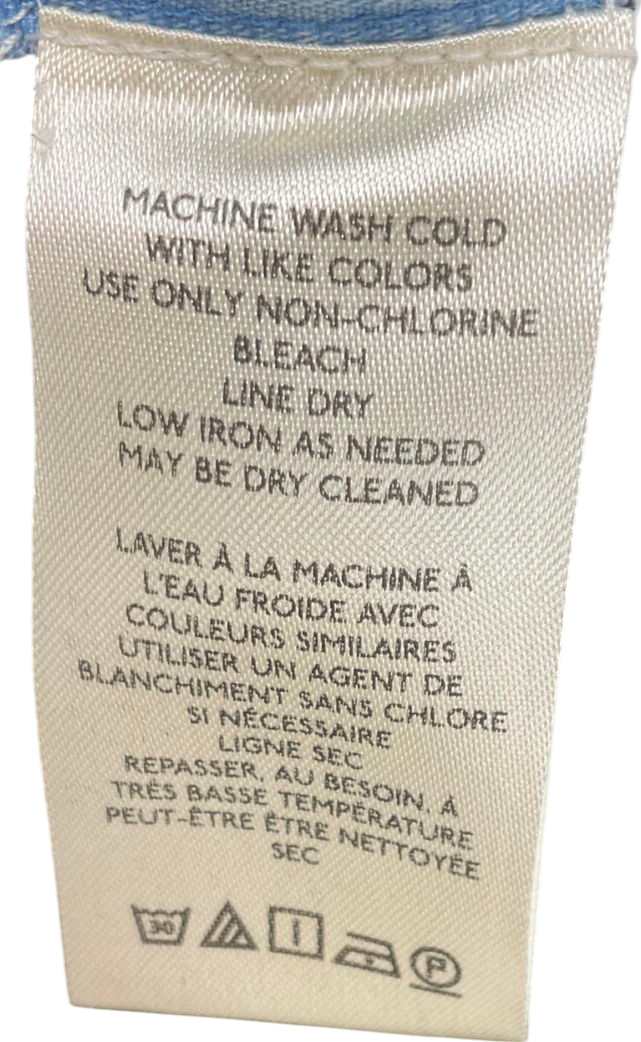 MACHINE WASH COLD
WITH LIKE COLORS
USE ONLY NON-CHLORINE
BLEACH
LINE DRY
LOW IRON AS NEEDED
MAY BE DRY CLEANED
LAVER À LA MACHINE À
L'EAU FROIDE AVEC
COULEURS SIMILAIRES
UTILISER UN AGENT DE
BLANCHIMENT SANS CHLORE
SI NÉCESSAIRE
LIGNE SEC
REPASSER, AU BESOIN, À
TRÈS BASSE TEMPÉRATURE
PEUT-ÊTRE ÊTRE NETTOYÉE
SEC
30 P